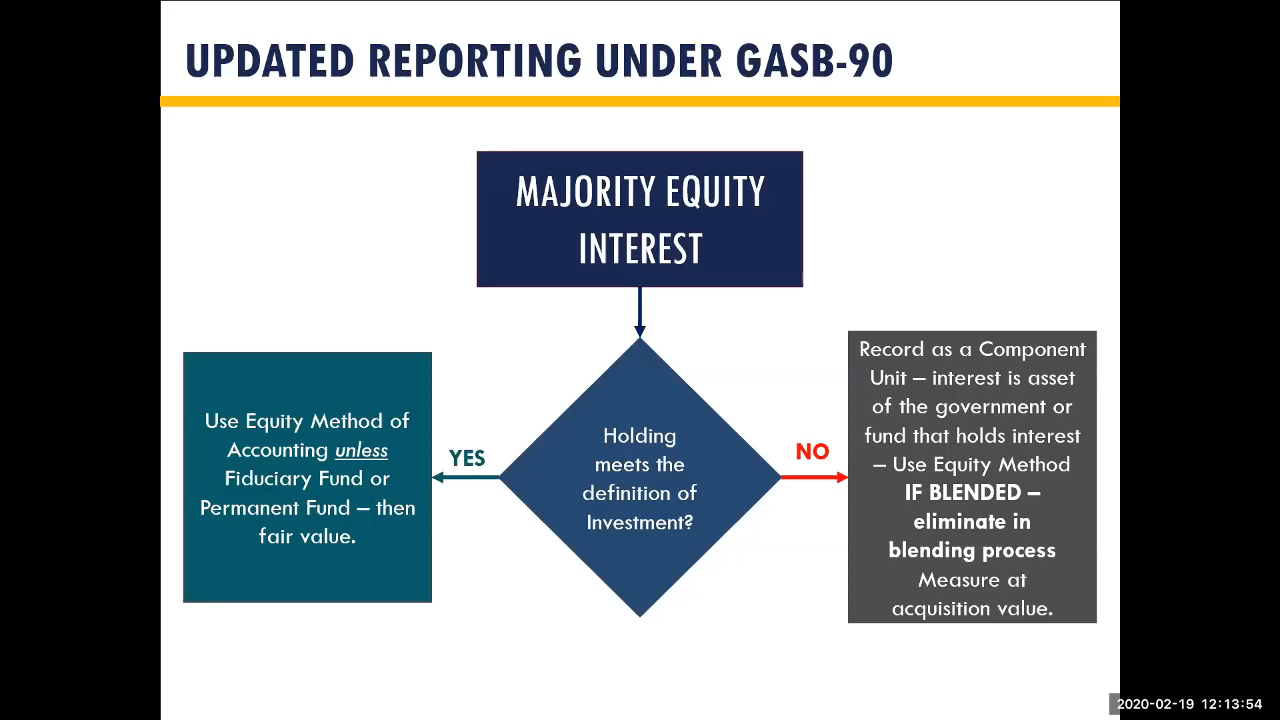 UPDATED REPORTING UNDER GASB-90
MAJORITY EQUITY
INTEREST
Use Equity Method of
Accounting unless
Fiduciary Fund or
Permanent Fund – then
fair value.
YES
Holding
meets the
definition of
Investment?
NO
Record as a Component
Unit – interest is asset
of the government or
fund that holds interest
– Use Equity Method
IF BLENDED –
eliminate in
blending process
Measure at
acquisition value.
2020-02-19 12:13:54